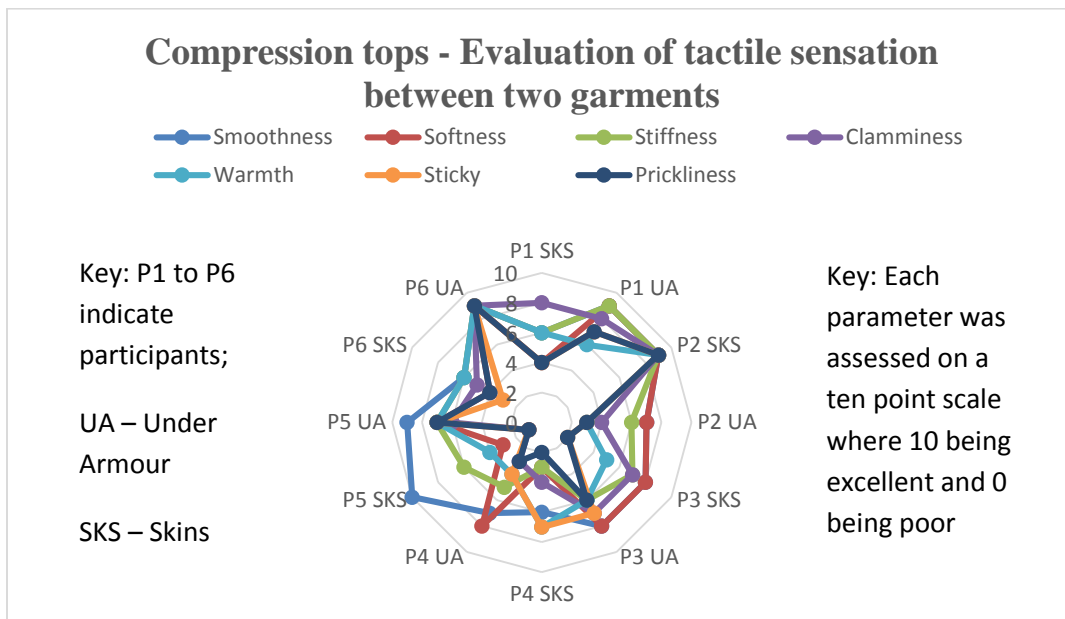 Compression tops - Evaluation of tactile sensation
between two garments
Smoothness Softness Stiffness Clamminess
Warmth Sticky Prickliness
Key: P1 to P6
indicate
participants;
UA – Under
Armour
SKS – Skins
P1 SKS
P1 UA
P2 SKS
P2 UA
P3 SKS
P3 UA
P4 SKS
P4 UA
P5 SKS
P5 UA
P6 SKS
P6 UA
10
8
6
4
2
0
Key: Each
parameter was
assessed on a
ten point scale
where 10 being
excellent and 0
being poor